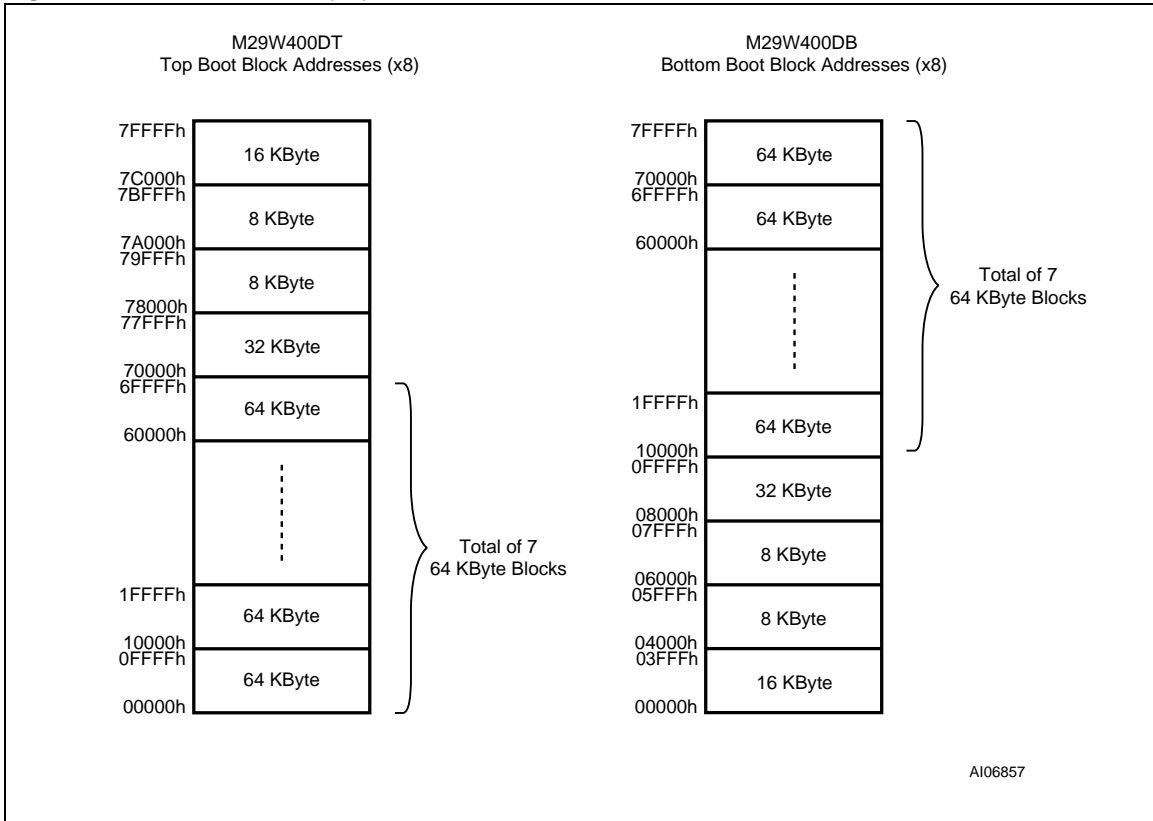 M29W400DT
Top Boot Block Addresses (x8)
7FFFFh
16 KByte
7C000h
7BFFFh
8 KByte
7A000h
79FFFh
8 KByte
78000h
77FFFh
32 KByte
70000h
6FFFFh
64 KByte
60000h
Total of 7
64 KByte Blocks
1FFFFh
64 KByte
10000h
0FFFFh
64 KByte
00000h
M29W400DB
Bottom Boot Block Addresses (x8)
7FFFFh
64 KByte
70000h
6FFFFh
64 KByte
60000h
Total of 7
64 KByte Blocks
1FFFFh
64 KByte
10000h
0FFFFh
32 KByte
08000h
07FFFh
8 KByte
06000h
05FFFh
8 KByte
04000h
03FFFh
16 KByte
00000h
AI06857